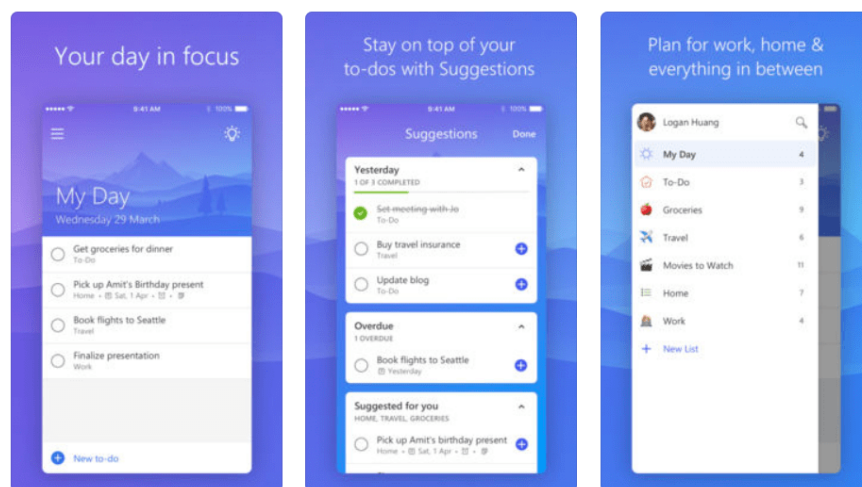 Your day in focus
9:41 AM
100%
My Day
Wednesday 29 March
Get groceries for dinner
To-Do
Pick up Amit's Birthday present
Home • Sat, 1 Apr • •
Book flights to Seattle
Travel
Finalize presentation
Work
New to-do
Stay on top of your
to-dos with Suggestions
9:41 AM
100%
Suggestions
Done
Yesterday
1 OF 3 COMPLETED
Set meeting with Jo
To-Do
Buy travel insurance
Travel
Update blog
To-Do
Overdue
1 OVERDUE
Book flights to Seattle
Yesterday
Suggested for you
HOME, TRAVEL, GROCERIES
Pick up Amit's birthday present
Home • Sat, 1 Apr • •
Plan for work, home &
everything in between
Logan Huang
My Day 4
To-Do 3
Groceries 9
Travel 6
Movies to Watch 11
Home 7
Work 4
New List